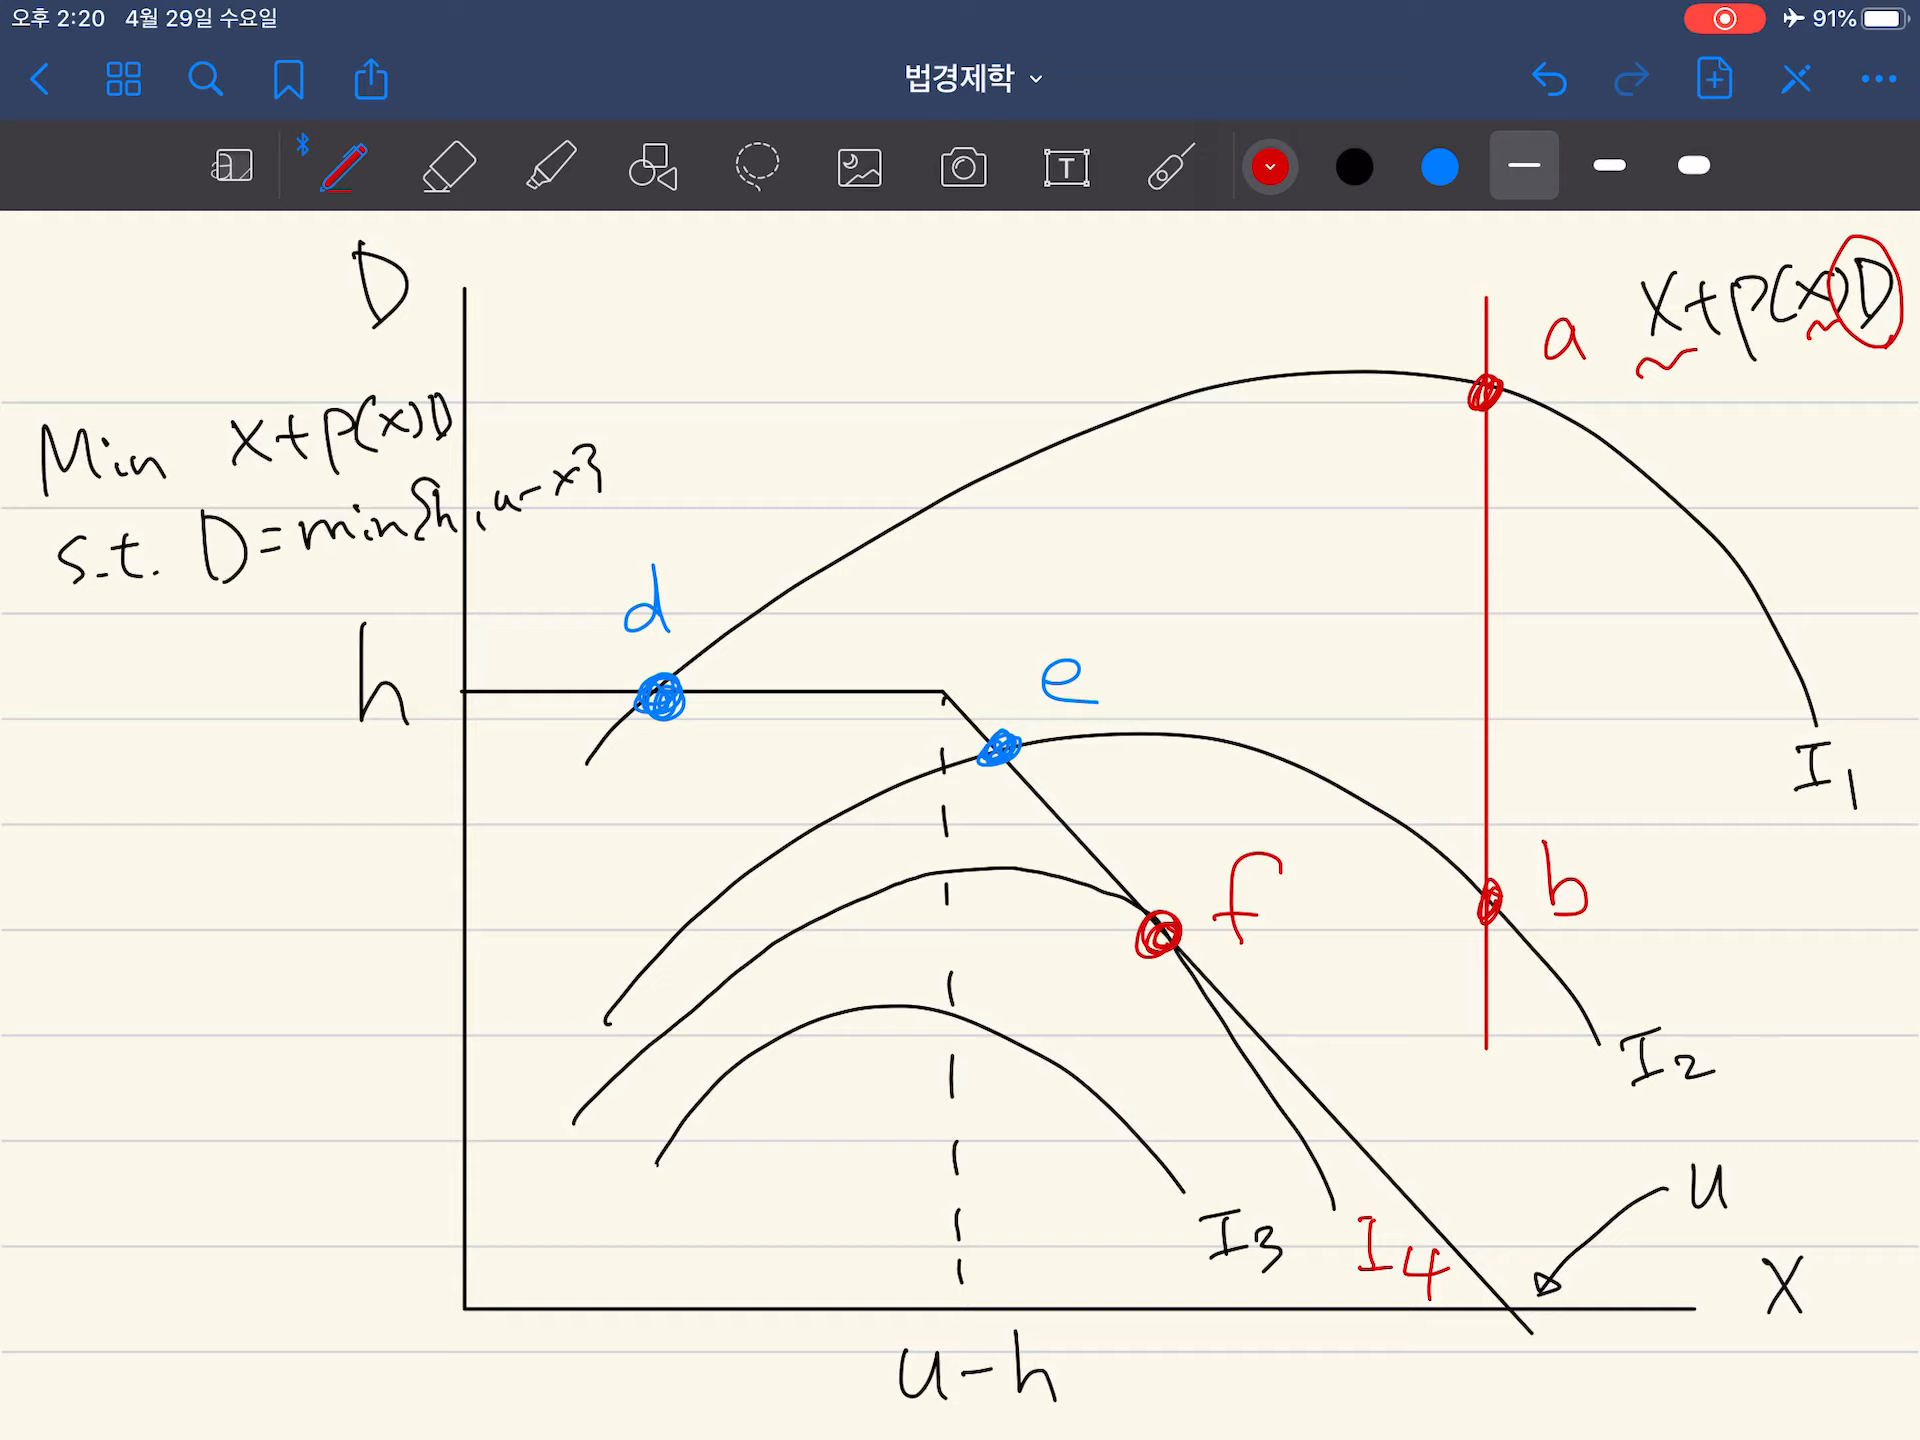 오후 2:20 4월 29일 수요일
91%
법경제학
D
a
X+p(x)D
Min X+p(x)D
s.t. D=min{h, u-x}
d
h
e
I1
f
b
I2
I3
I4
u
X
u-h